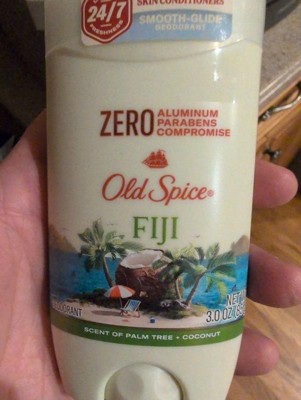 24/7
FRESHNESS
SKIN CONDITIONERS
SMOOTH-GLIDE
DEODORANT
ZERO ALUMINUM
PARABENS
COMPROMISE
Old Spice
FIJI
NET
3.0 OZ
SCENT OF PALM TREE + COCONUT